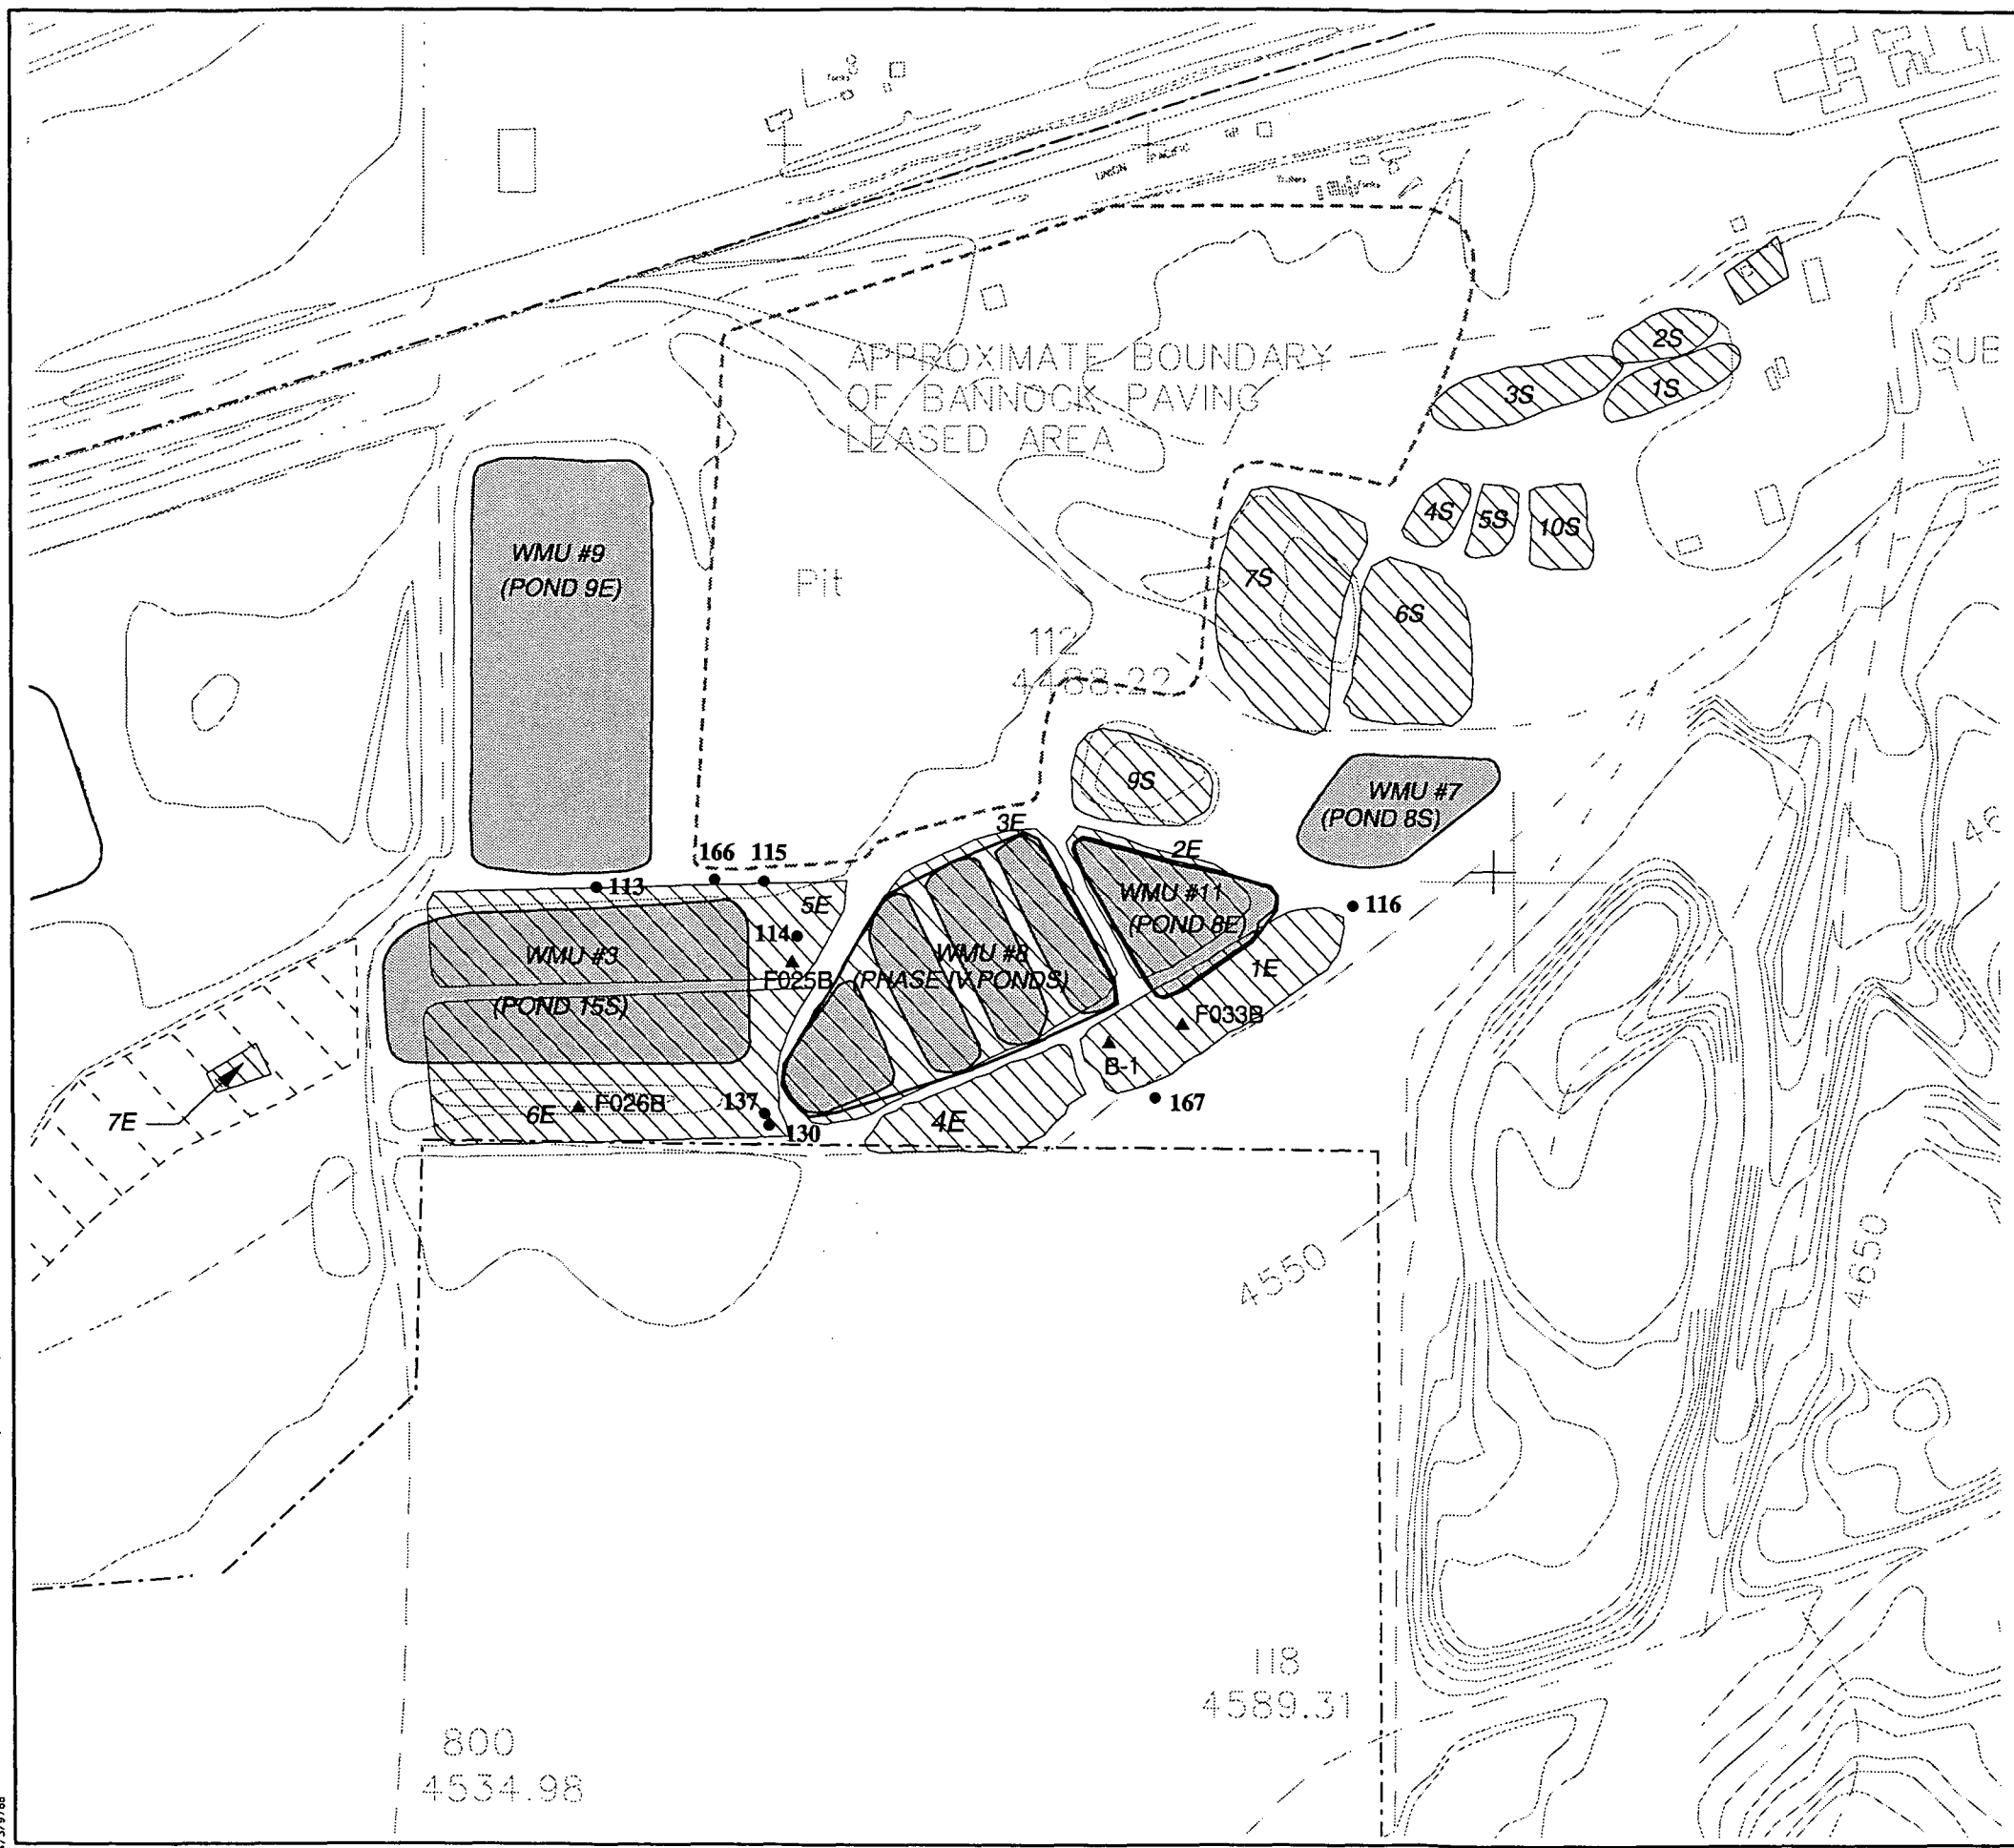 UNION PACIFIC
APPROXIMATE BOUNDARY
OF BANNOCK PAVING
LEASED AREA
SUB
2S
1S
3S
4S
5S
10S
7S
6S
WMU #9
(POND 9E)
Pit
112
4488.22
9S
WMU #7
(POND 8S)
3E
2E
166
115
113
5E
114
F025B
WMU #3
(POND 15S)
WMU #8
(PHASE IV PONDS)
WMU #11
(POND 8E)
116
1E
F033B
B-1
167
7E
6E
F026B
137
130
4E
4550
4650
46
118
4589.31
800
4534.98